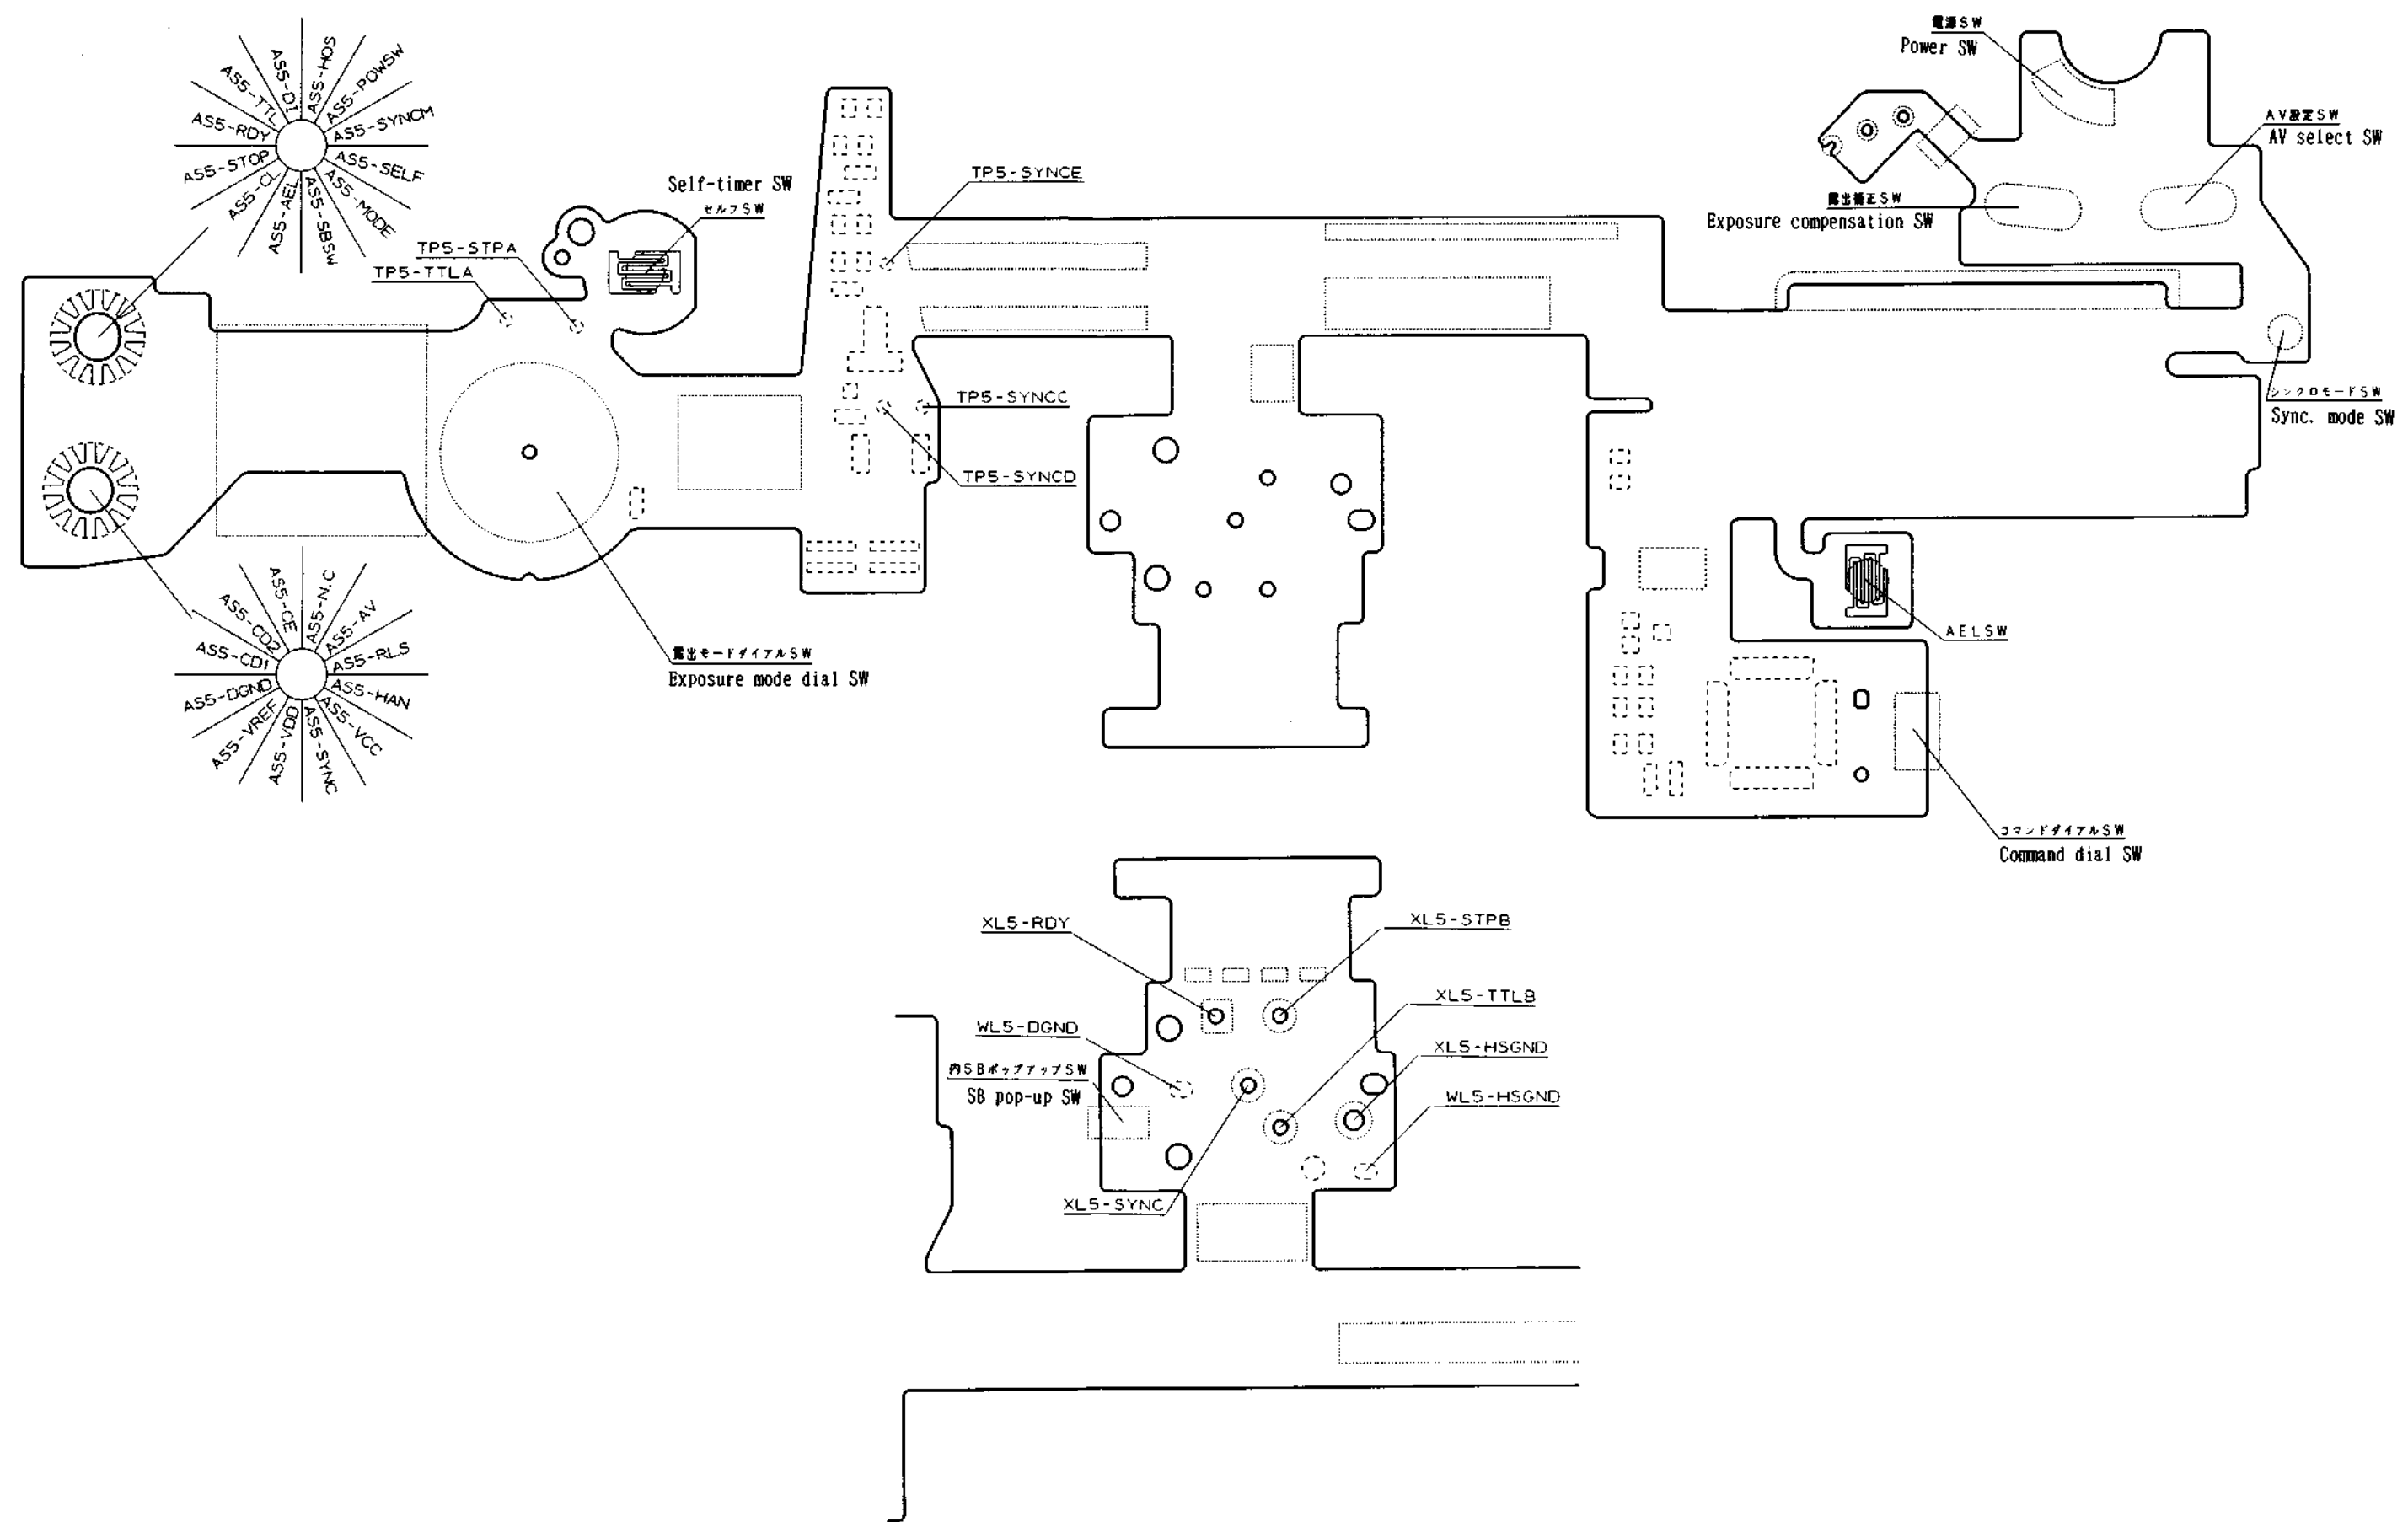 AS5-HOS
AS5-POWSW
AS5-SYNCM
AS5-SELF
AS5-MODE
AS5-SBSW
AS5-AEL
AS5-CL
AS5-STOP
AS5-RDY
AS5-TTL
AS5-DI
TP5-STPA
TP5-TTLA
Self-timer SW
セルフSW
TP5-SYNCE
TP5-SYNCC
TP5-SYNCD
電源SW
Power SW
AV設定SW
AV select SW
露出補正SW
Exposure compensation SW
シンクロモードSW
Sync. mode SW
AS5-N.C
AS5-AV
AS5-RLS
AS5-HAN
AS5-VCC
AS5-SYNC
AS5-VDD
AS5-VREF
AS5-DGND
AS5-CD1
AS5-CD2
AS5-CE
露出モードダイアルSW
Exposure mode dial SW
AELSW
コマンドダイアルSW
Command dial SW
XL5-RDY
XL5-STPB
XL5-TTLB
WL5-DGND
XL5-HSGND
内SBポップアップSW
SB pop-up SW
WL5-HSGND
XL5-SYNC